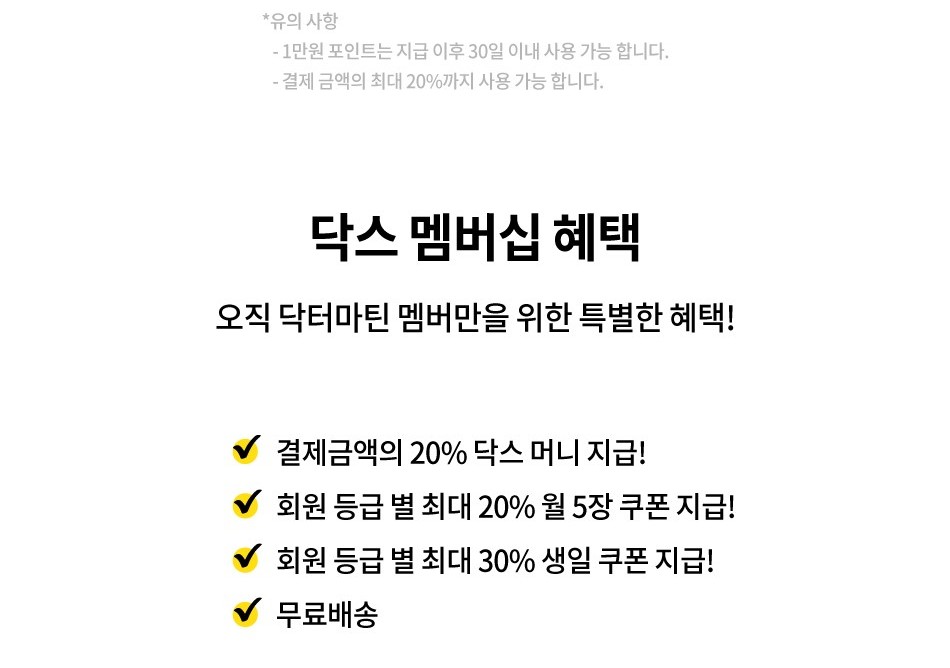 *유의 사항
- 1만원 포인트는 지급 이후 30일 이내 사용 가능 합니다.
- 결제 금액의 최대 20%까지 사용 가능 합니다.
닥스 멤버십 혜택
오직 닥터마틴 멤버만을 위한 특별한 혜택!
결제금액의 20% 닥스 머니 지급!
회원 등급 별 최대 20% 월 5장 쿠폰 지급!
회원 등급 별 최대 30% 생일 쿠폰 지급!
무료배송